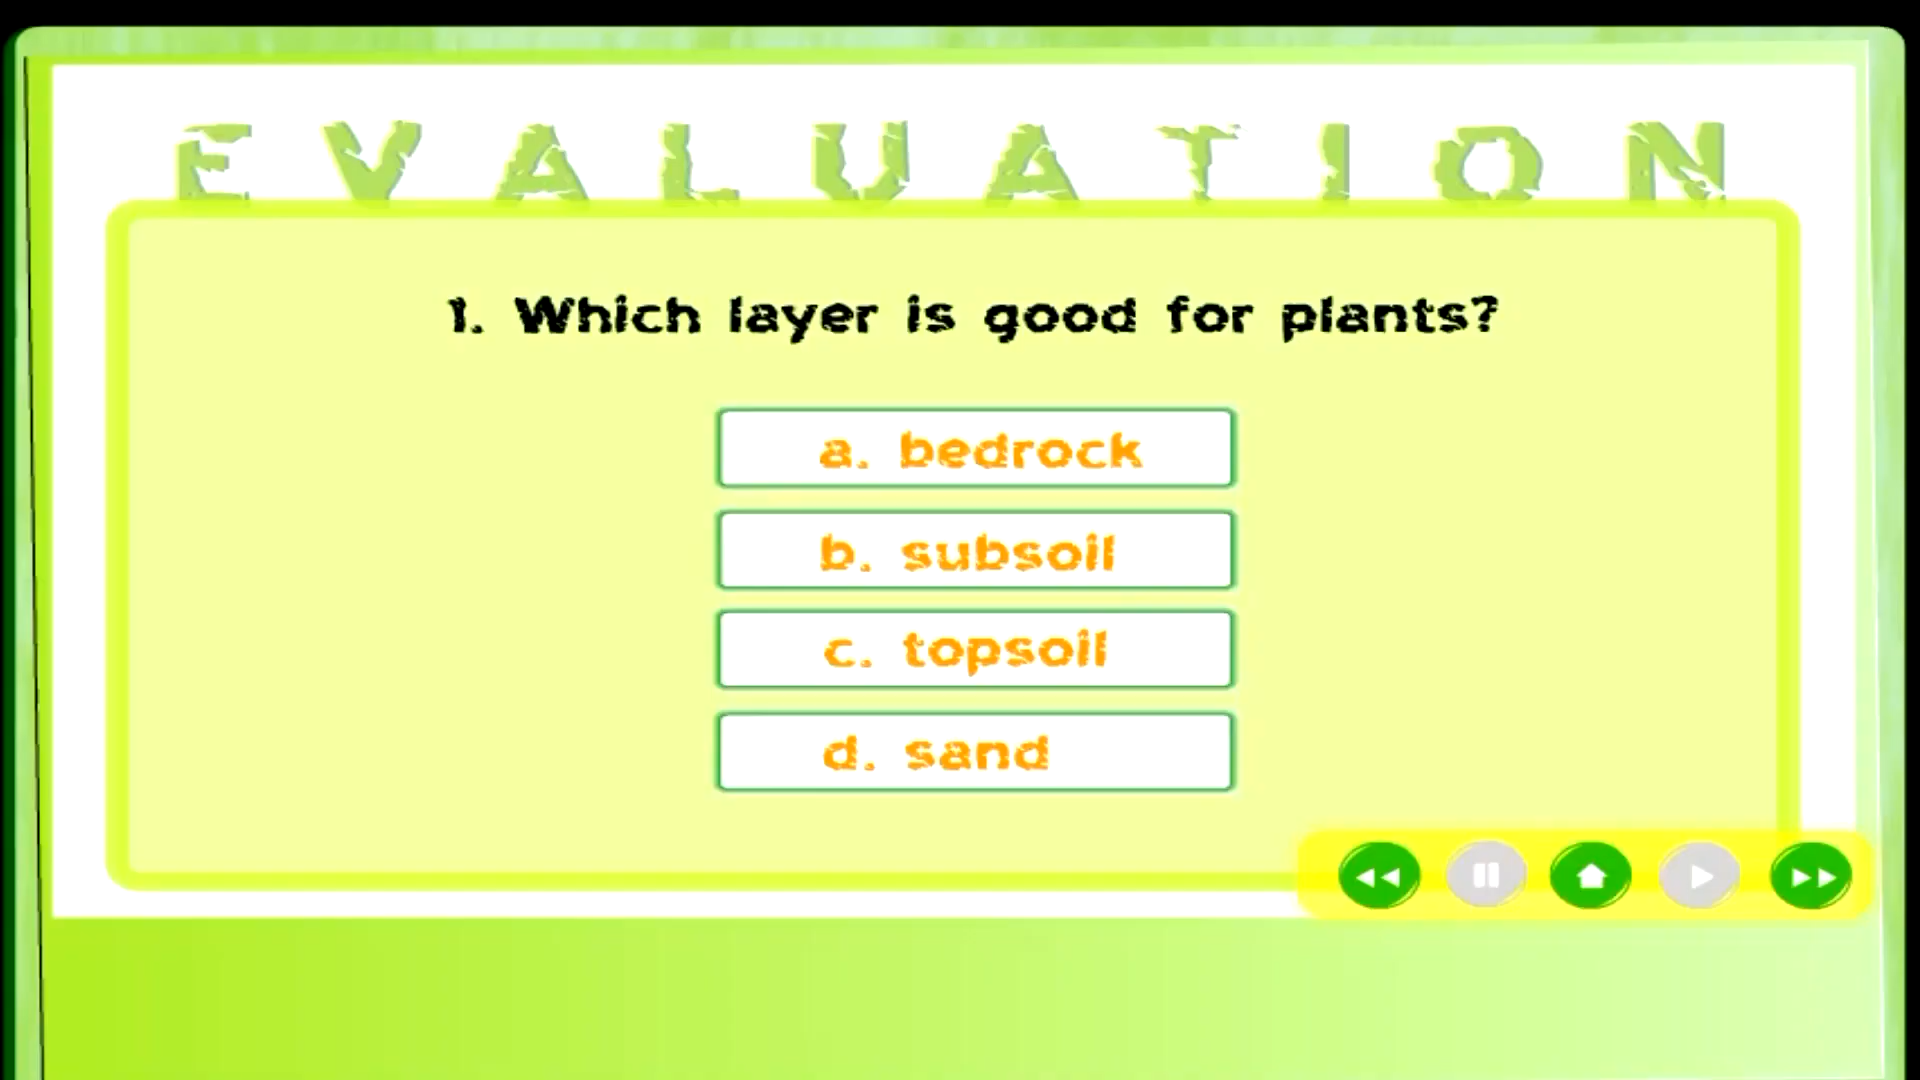 EVALUATION
1. Which layer is good for plants?
a. bedrock
b. subsoil
c. topsoil
d. sand